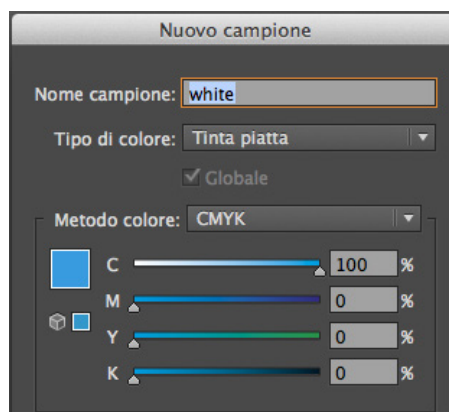 Nuovo campione
Nome campione: white
Tipo di colore: Tinta piatta
Globale
Metodo colore: CMYK
C 100 %
M 0 %
Y 0 %
K 0 %